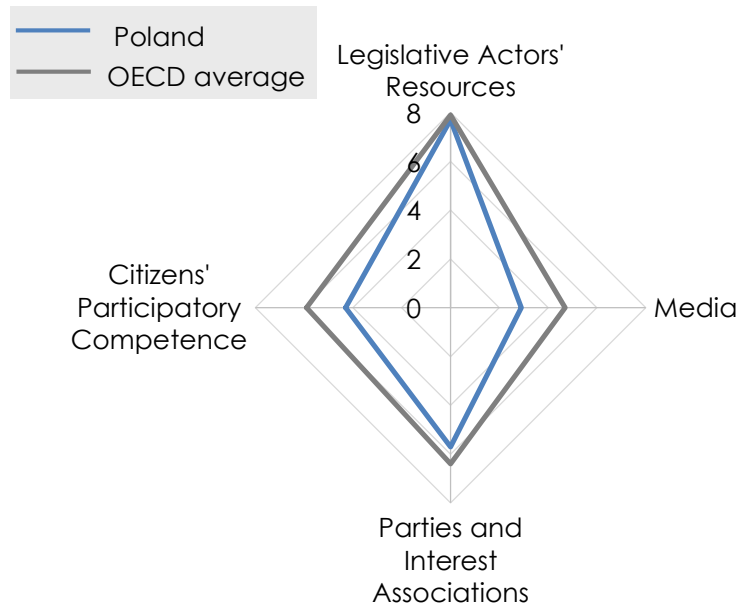 Poland
OECD average
Legislative Actors'
Resources
8
6
4
2
0
Citizens'
Participatory
Competence
Media
Parties and
Interest
Associations